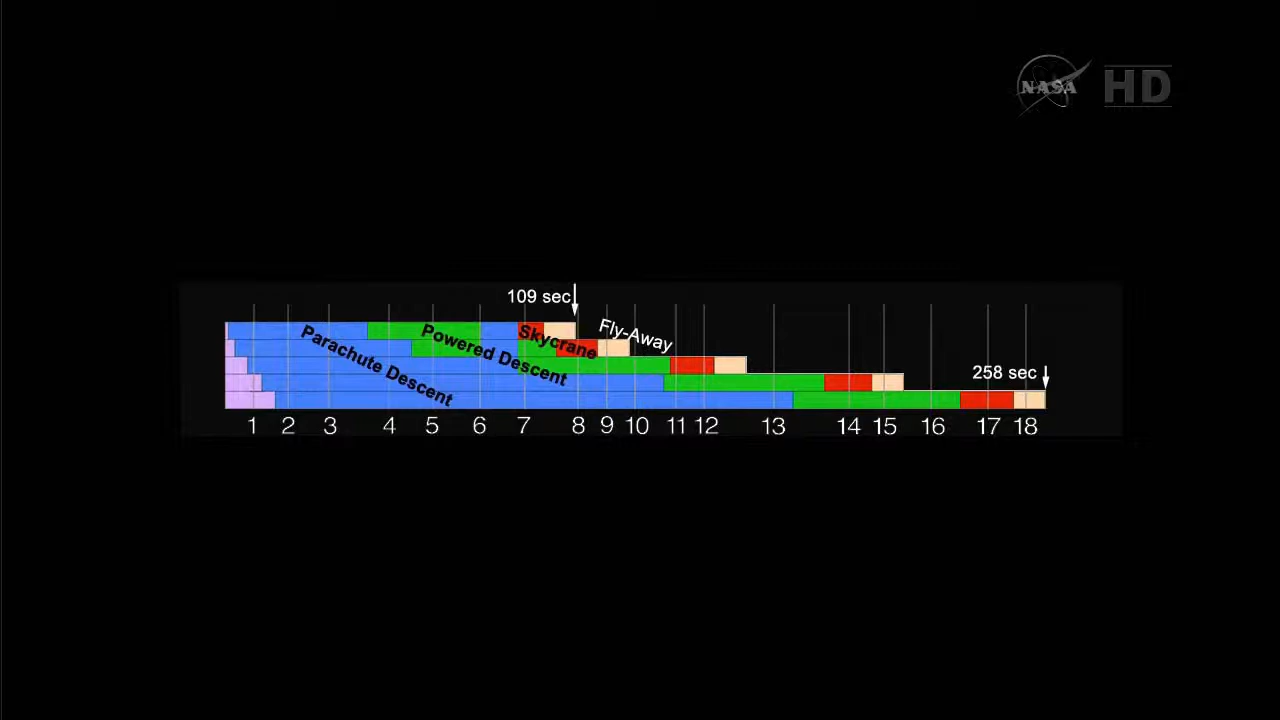 NASA HD
109 sec
Fly-Away
Skycrane
Powered Descent
Parachute Descent
258 sec
1 2 3 4 5 6 7 8 9 10 11 12 13 14 15 16 17 18